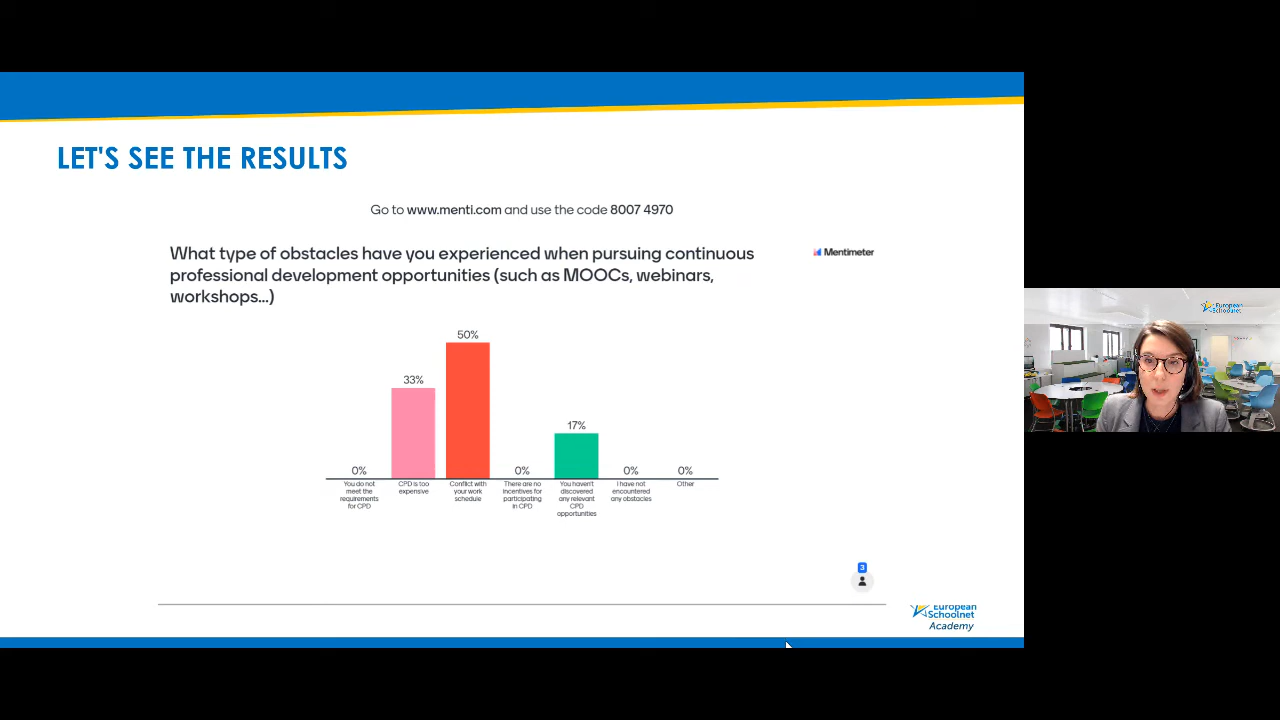 LET'S SEE THE RESULTS
Go to www.menti.com and use the code 8007 4970
What type of obstacles have you experienced when pursuing continuous
professional development opportunities (such as MOOCs, webinars,
workshops...)
Mentimeter
50%
33%
17%
0%
0%
0%
0%
You do not
meet the
requirements
for CPD
CPD is too
expensive
Conflict with
your work
schedule
There are no
incentives for
participating
in CPD
You haven't
discovered
any relevant
CPD
opportunities
I have not
encountered
any obstacles
Other
3
European
Schoolnet
Academy
European
Schoolnet